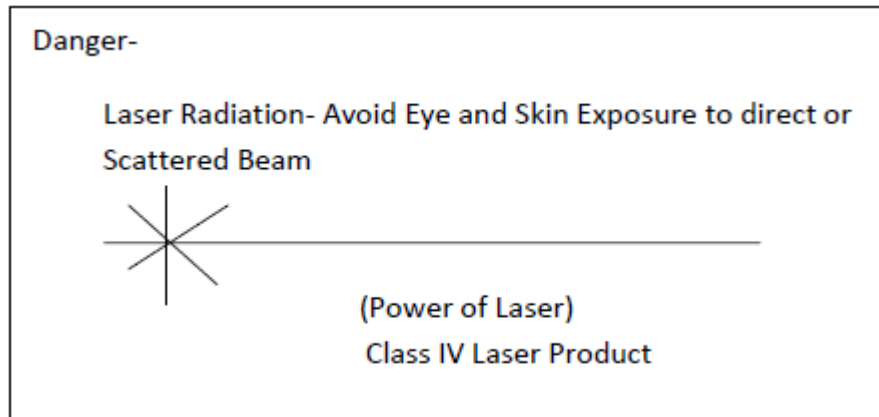 Danger-
Laser Radiation- Avoid Eye and Skin Exposure to direct or
Scattered Beam
(Power of Laser)
Class IV Laser Product